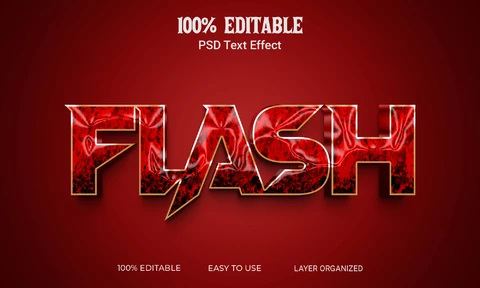 100% EDITABLE
PSD Text Effect
FLASH
100% EDITABLE EASY TO USE LAYER ORGANIZED